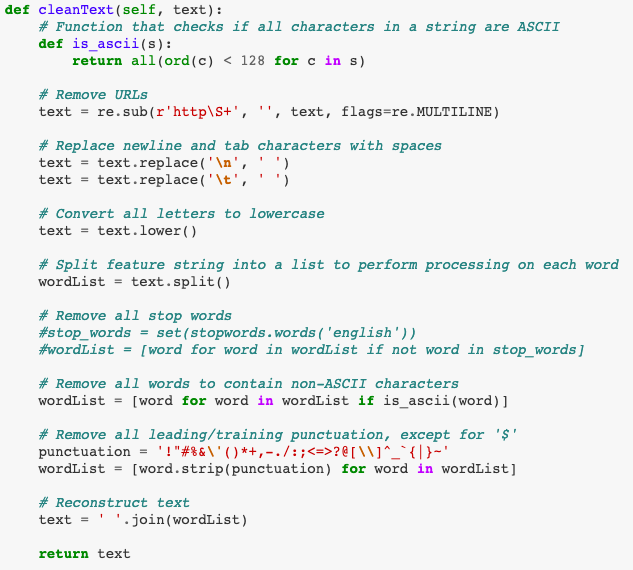 def cleanText(self, text):
    # Function that checks if all characters in a string are ASCII
    def is_ascii(s):
        return all(ord(c) < 128 for c in s)

    # Remove URLs
    text = re.sub(r'http\S+', '', text, flags=re.MULTILINE)

    # Replace newline and tab characters with spaces
    text = text.replace('\n', ' ')
    text = text.replace('\t', ' ')

    # Convert all letters to lowercase
    text = text.lower()

    # Split feature string into a list to perform processing on each word
    wordList = text.split()

    # Remove all stop words
    #stop_words = set(stopwords.words('english'))
    #wordList = [word for word in wordList if not word in stop_words]

    # Remove all words to contain non-ASCII characters
    wordList = [word for word in wordList if is_ascii(word)]

    # Remove all leading/training punctuation, except for '$'
    punctuation = '!"#%&\'()*+,-./:;<=>?@[\\]^_`{|}~'
    wordList = [word.strip(punctuation) for word in wordList]

    # Reconstruct text
    text = ' '.join(wordList)

    return text